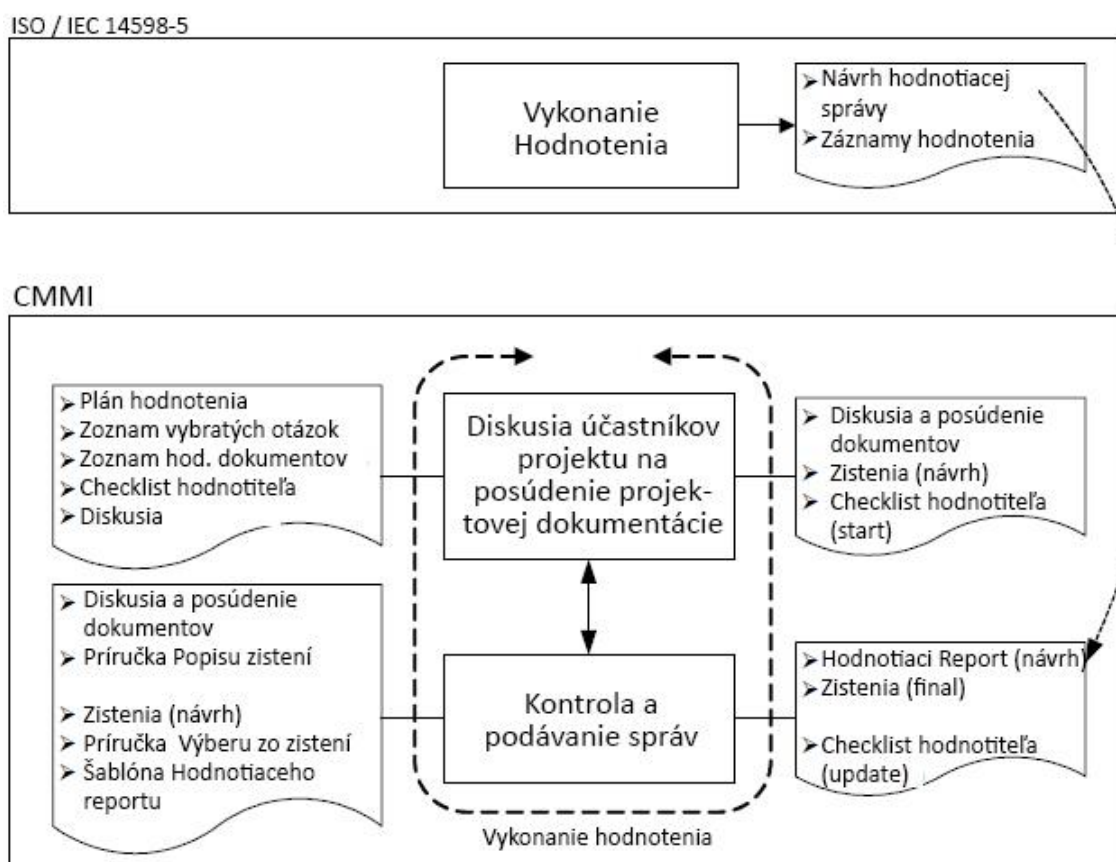 ISO / IEC 14598-5
Vykonanie
Hodnotenia
Návrh hodnotiacej
správy
Záznamy hodnotenia
CMMI
Plán hodnotenia
Zoznam vybratých otázok
Zoznam hod. dokumentov
Checklist hodnotiteľa
Diskusia
Diskusia účastníkov
projektu na
posúdenie projek-
tovej dokumentácie
Diskusia a posúdenie
dokumentov
Zistenia (návrh)
Checklist hodnotiteľa
(start)
Diskusia a posúdenie
dokumentov
Príručka Popisu zistení
Zistenia (návrh)
Príručka Výberu zo zistení
Šablóna Hodnotiaceho
reportu
Kontrola a
podávanie správ
Hodnotiaci Report (návrh)
Zistenia (final)
Checklist hodnotiteľa
(update)
Vykonanie hodnotenia